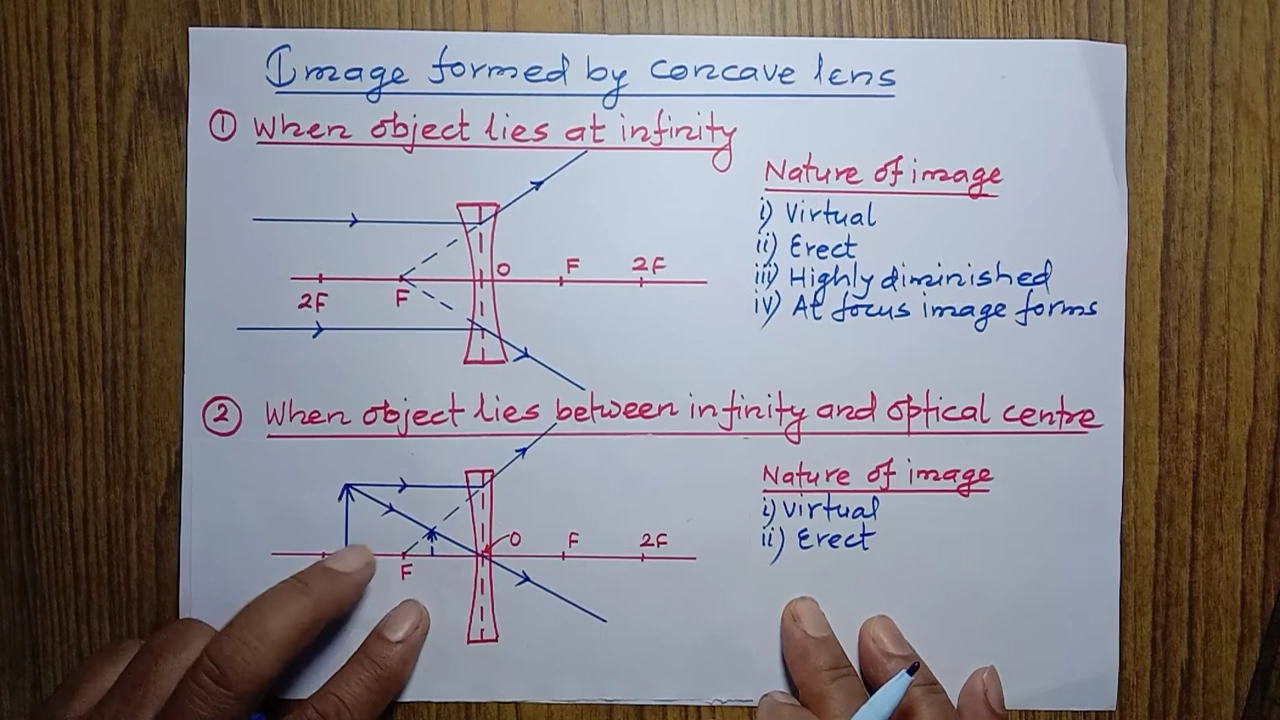 Image formed by concave lens
① When object lies at infinity
Nature of image
i) Virtual
ii) Erect
iii) Highly diminished
iv) At focus image forms
O F 2F
2F F
② When object lies between infinity and optical centre
Nature of image
i) Virtual
ii) Erect
O F 2F
F